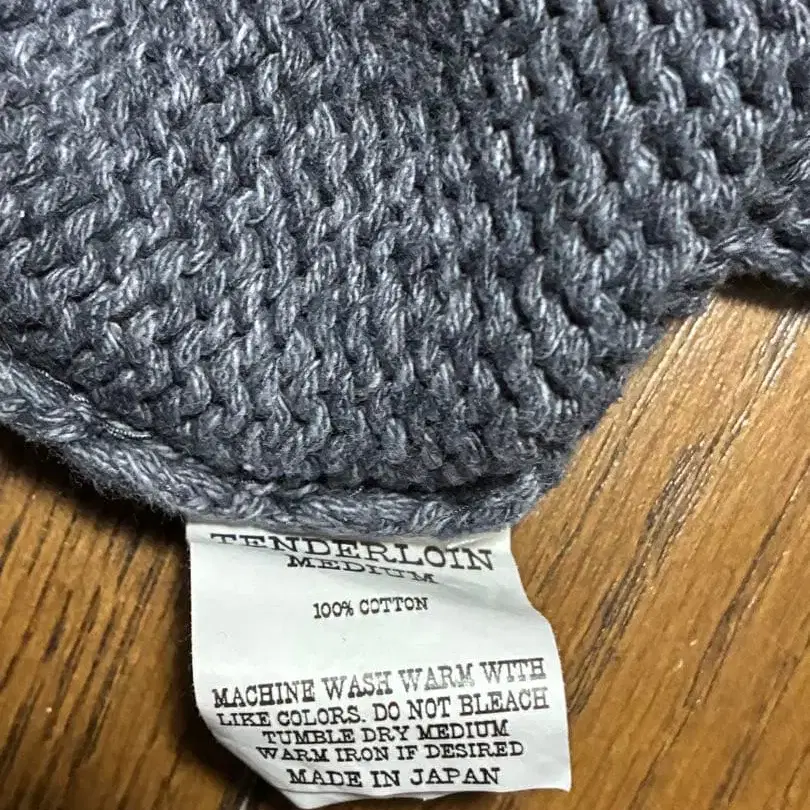 TENDERLOIN
MEDIUM
100% COTTON
MACHINE WASH WARM WITH
LIKE COLORS. DO NOT BLEACH
TUMBLE DRY MEDIUM
WARM IRON IF DESIRED
MADE IN JAPAN